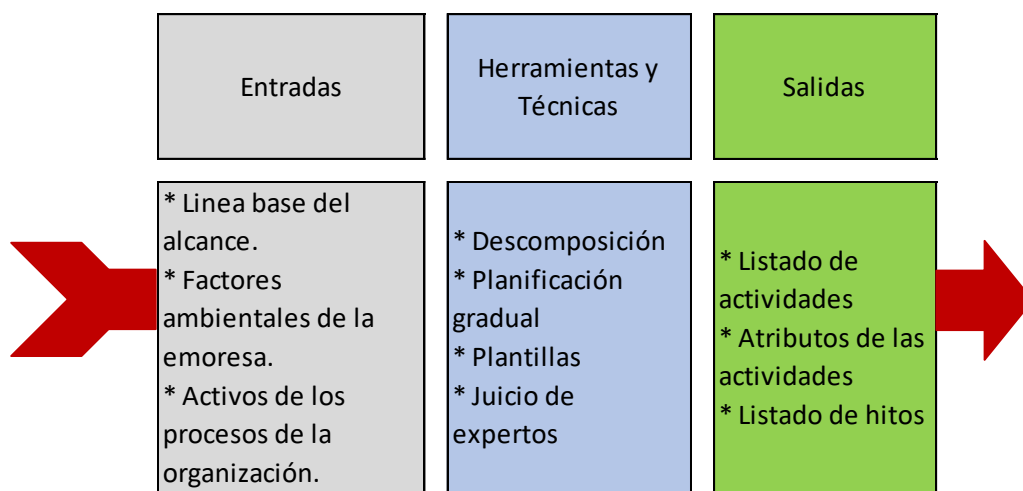 Entradas
Herramientas y
Técnicas
Salidas
* Linea base del
alcance.
* Factores
ambientales de la
emoresa.
* Activos de los
procesos de la
organización.
* Descomposición
* Planificación
gradual
* Plantillas
* Juicio de
expertos
* Listado de
actividades
* Atributos de las
actividades
* Listado de hitos